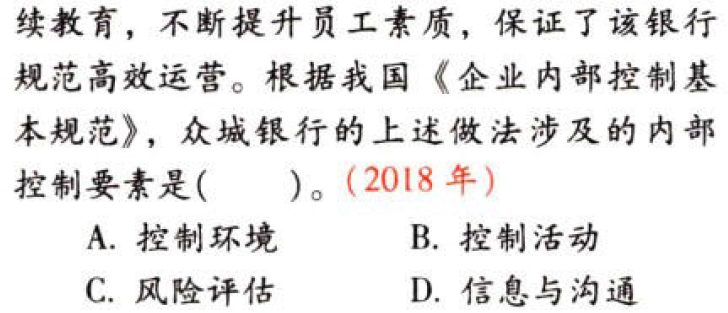 续教育，不断提升员工素质，保证了该银行
规范高效运营。根据我国《企业内部控制基
本规范》，众城银行的上述做法涉及的内部
控制要素是(　　)。(2018 年)
A. 控制环境　　B. 控制活动
C. 风险评估　　D. 信息与沟通